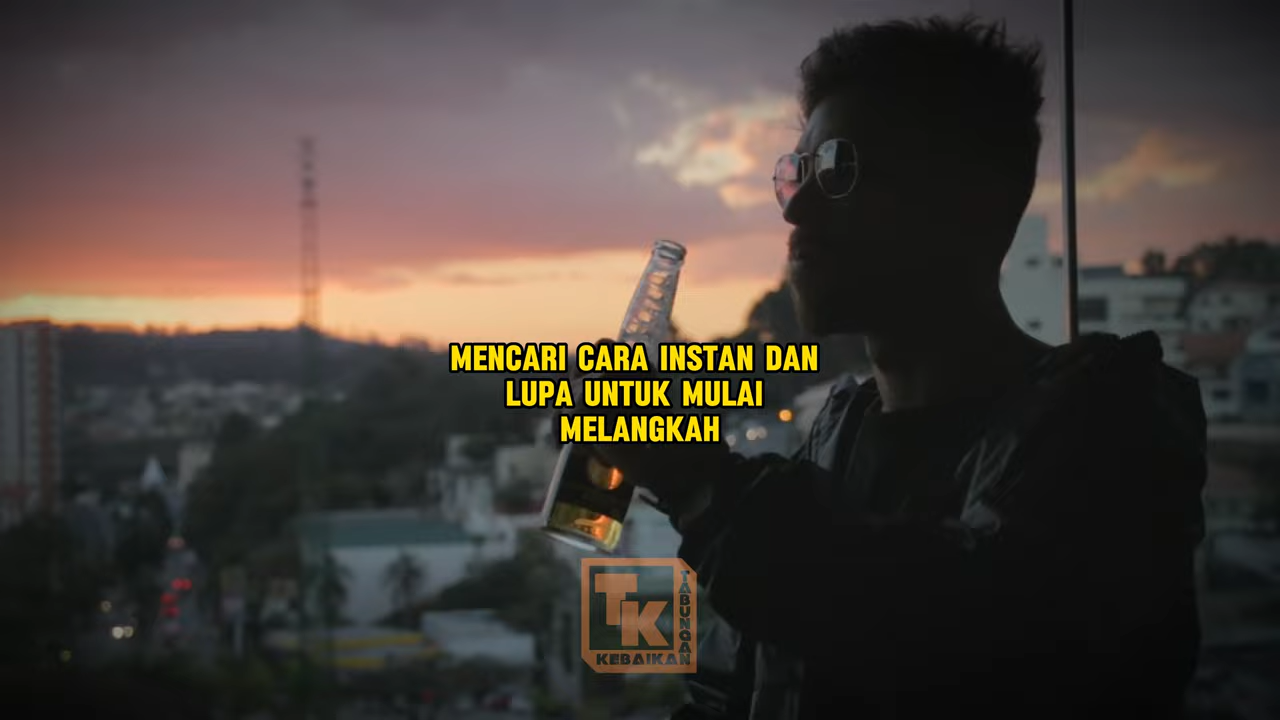 MENCARI CARA INSTAN DAN
LUPA UNTUK MULAI
MELANGKAH
TK
TABUNGAN
KEBAIKAN